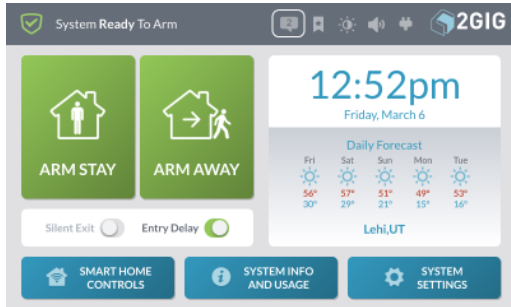 System Ready To Arm
2
2GIG
ARM STAY
ARM AWAY
Silent Exit
Entry Delay
12:52pm
Friday, March 6
Daily Forecast
Fri Sat Sun Mon Tue
56° 57° 51° 49° 53°
30° 29° 21° 15° 16°
Lehi,UT
SMART HOME
CONTROLS
SYSTEM INFO
AND USAGE
SYSTEM
SETTINGS